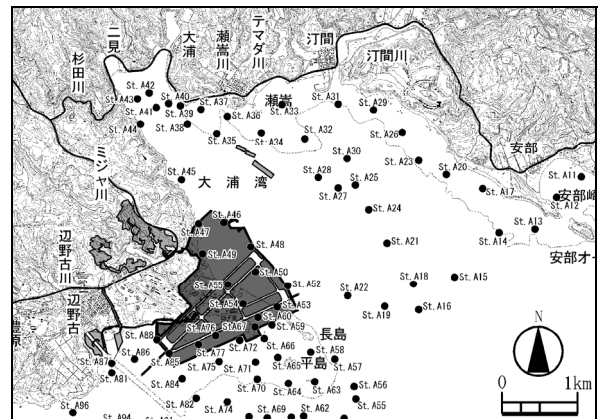 二見
大浦
瀬嵩川
テマダ川
汀間
汀間川
杉田川
瀬嵩
安部
ミジャ川
大浦湾
安部崎
安部オー
辺野古川
辺野古
豊原
長島
平島
St. A42
St. A43
St. A40
St. A37
St. A41
St. A39
St. A36
St. A44
St. A38
St. A35
St. A34
St. A33
St. A31
St. A29
St. A32
St. A26
St. A30
St. A23
St. A20
St. A11
St. A28
St. A25
St. A17
St. A12
St. A45
St. A27
St. A24
St. A13
St. A14
St. A46
St. A47
St. A48
St. A21
St. A49
St. A50
St. A18
St. A15
St. A55
St. A52
St. A22
St. A54
St. A53
St. A19
St. A16
St. A60
St. A76
St. A67
St. A59
St. A88
St. A77
St. A72
St. A66
St. A58
St. A87
St. A86
St. A85
St. A75
St. A71
St. A65
St. A57
St. A81
St. A84
St. A70
St. A64
St. A63
St. A56
St. A82
St. A74
St. A55
St. A96
St. A94
St. A69
St. A62
N
0
1km